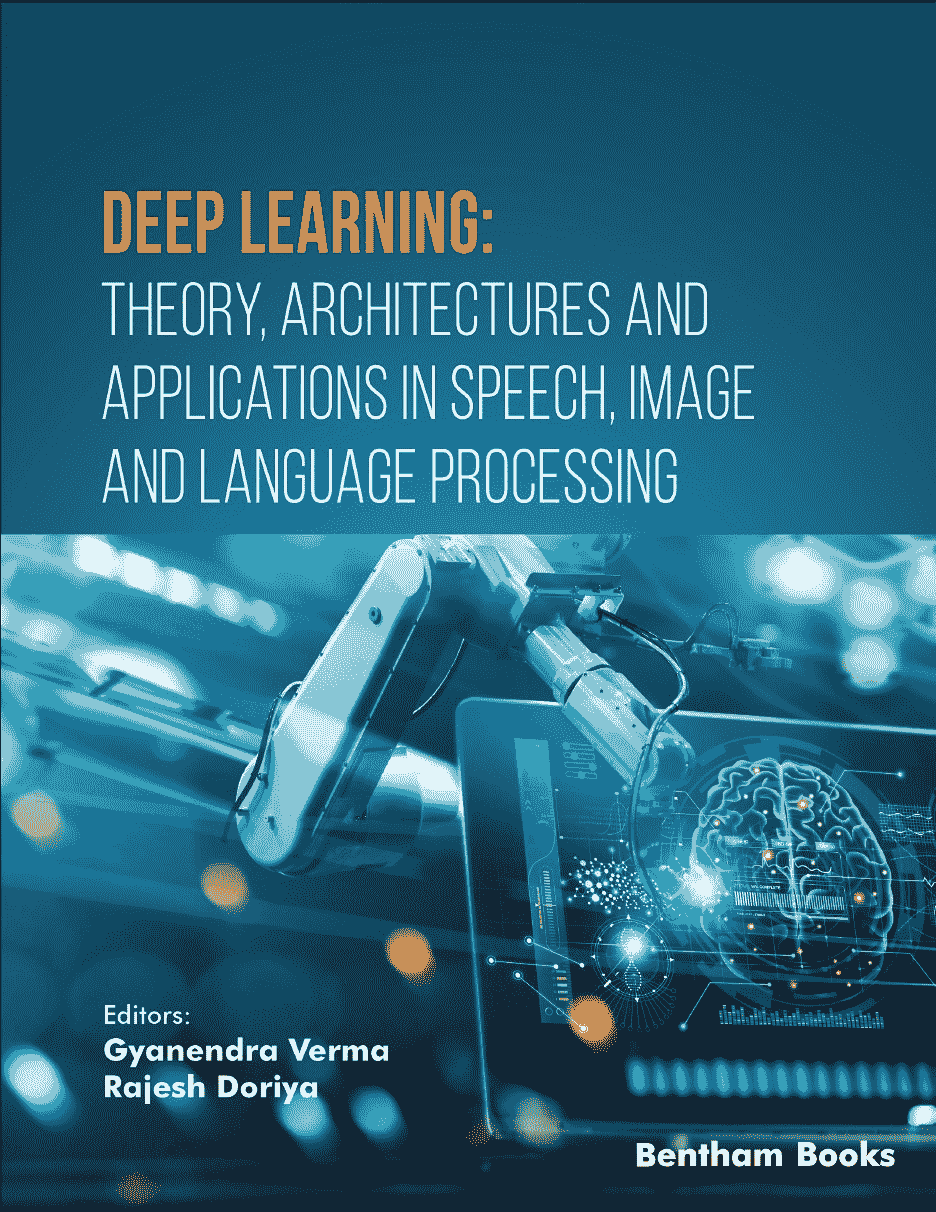 DEEP LEARNING:
THEORY, ARCHITECTURES AND
APPLICATIONS IN SPEECH, IMAGE
AND LANGUAGE PROCESSING
Editors:
Gyanendra Verma
Rajesh Doriya
Bentham Books